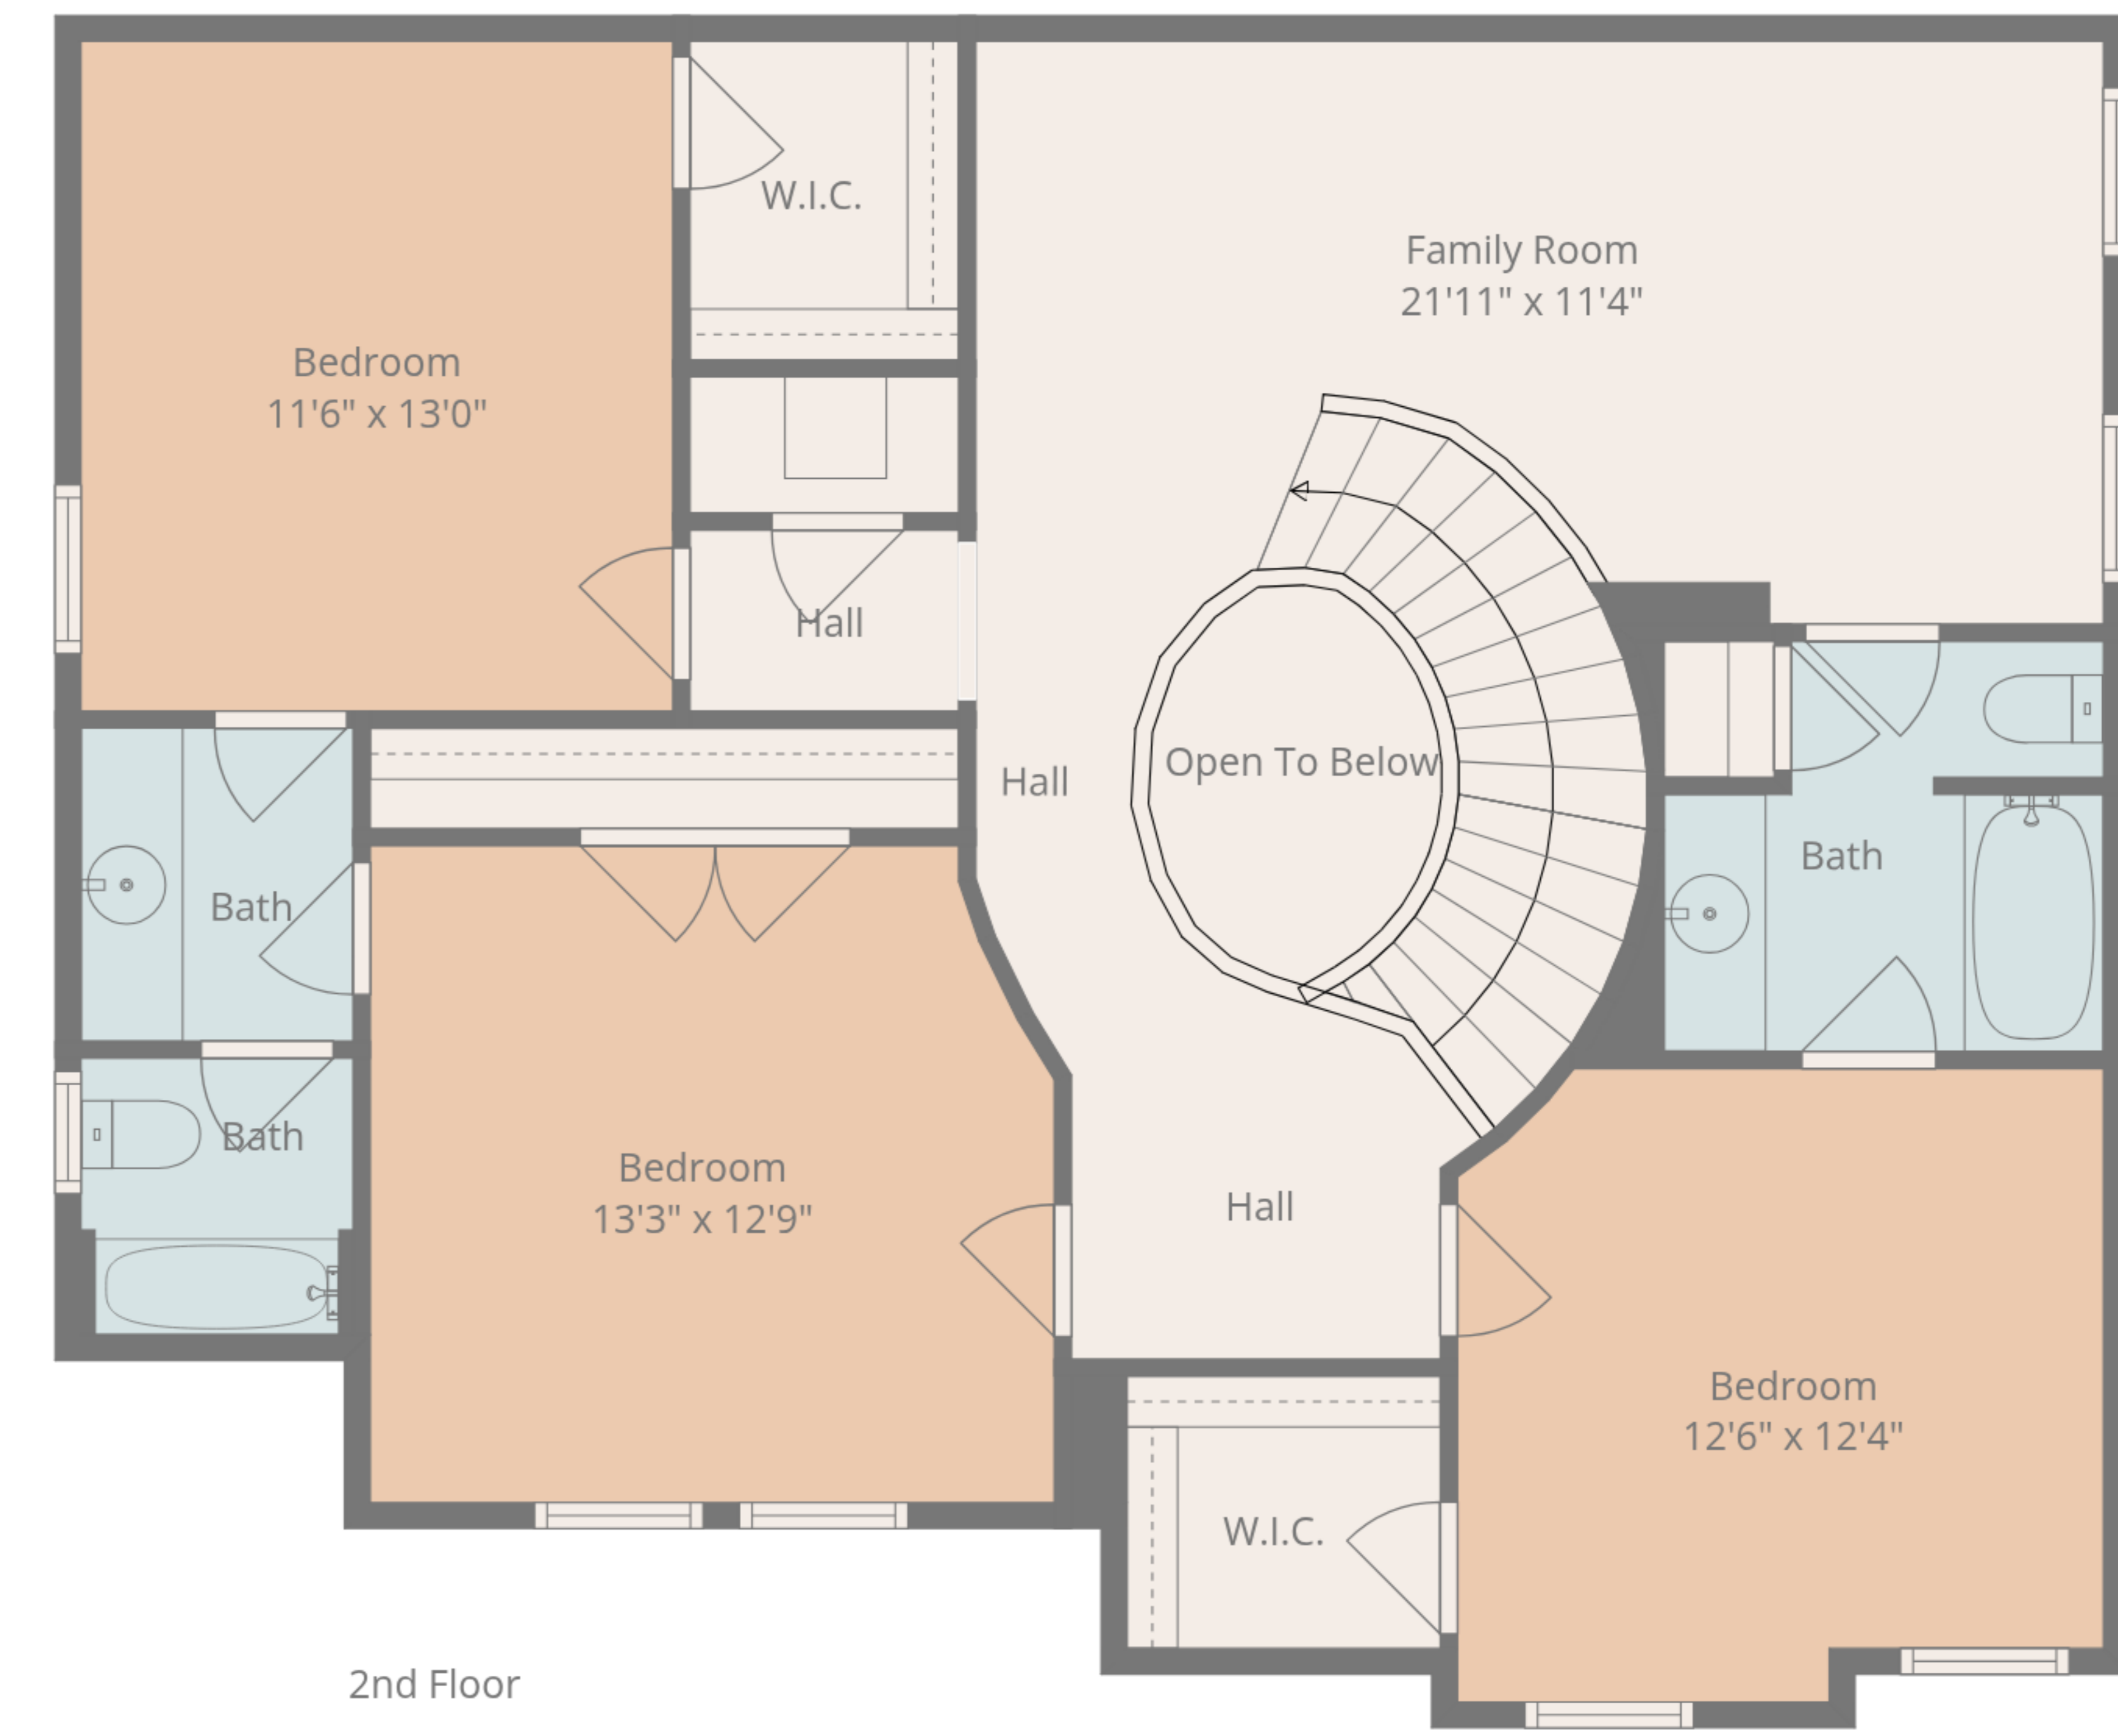 W.I.C.
Family Room
21'11" x 11'4"
Bedroom
11'6" x 13'0"
Hall
Hall
Open To Below
Bath
Bath
Bath
Bedroom
13'3" x 12'9"
Hall
Bedroom
12'6" x 12'4"
W.I.C.
2nd Floor